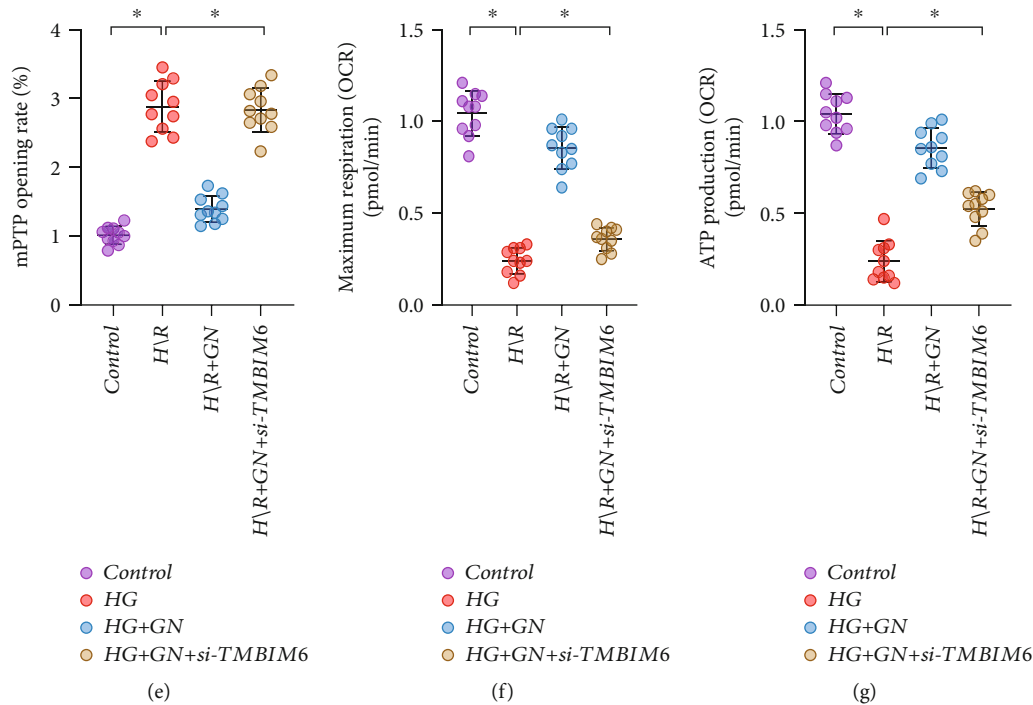 * *
mPTP opening rate (%)
4
3
2
1
0
Control
H\R
H\R+GN
H\R+GN+si-TMBIM6
Control
HG
HG+GN
HG+GN+si-TMBIM6
(e)
* *
Maximum respiration (OCR)
(pmol/min)
1.5
1.0
0.5
0.0
Control
H\R
H\R+GN
H\R+GN+si-TMBIM6
Control
HG
HG+GN
HG+GN+si-TMBIM6
(f)
* *
ATP production (OCR)
(pmol/min)
1.5
1.0
0.5
0.0
Control
H\R
H\R+GN
H\R+GN+si-TMBIM6
Control
HG
HG+GN
HG+GN+si-TMBIM6
(g)